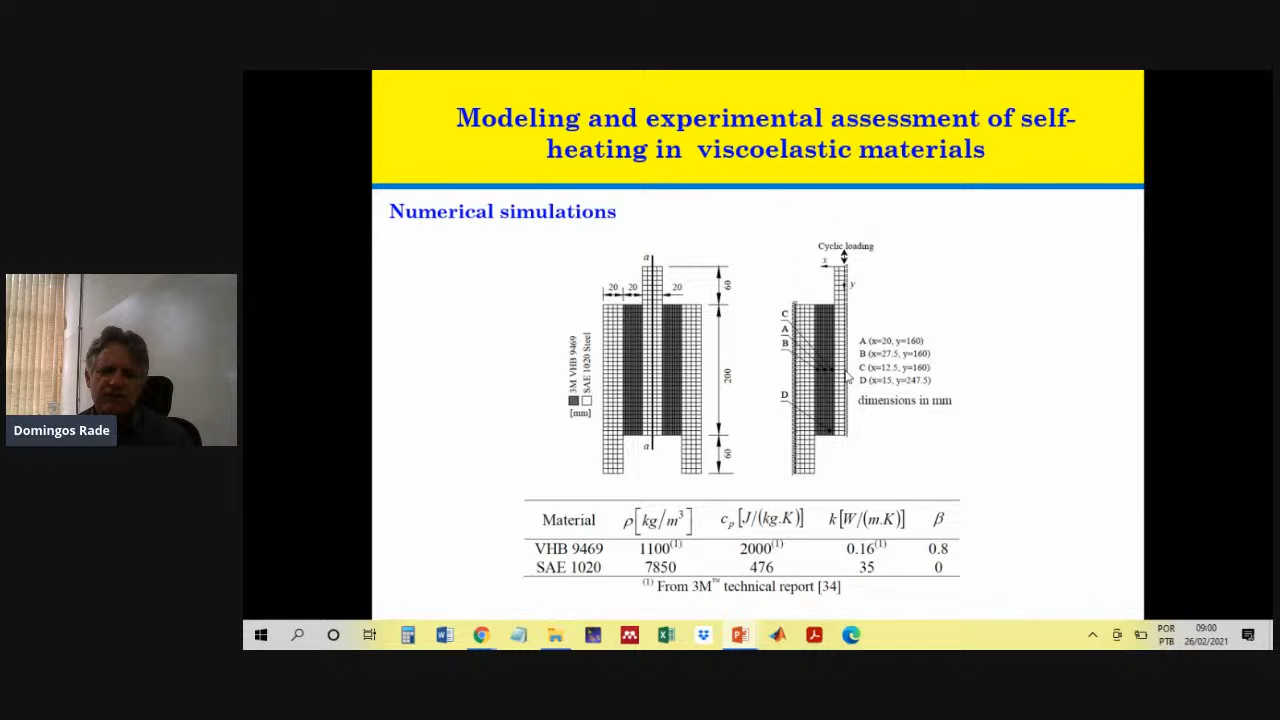 Modeling and experimental assessment of self-
heating in viscoelastic materials
Numerical simulations
Cyclic loading
a
x
20 20 20
60
y
C
A
B
3M VHB 9469
SAE 1020 Steel
[mm]
200
A (x=20, y=160)
B (x=27.5, y=160)
C (x=12.5, y=160)
D (x=15, y=247.5)
D
dimensions in mm
a
60
Material ρ[kg/m³] cp [J/(kg.K)] k[W/(m.K)] β
VHB 9469 1100(1) 2000(1) 0.16(1) 0.8
SAE 1020 7850 476 35 0
(1) From 3M™ technical report [34]
Domingos Rade
POR
PTB
09:00
26/02/2021